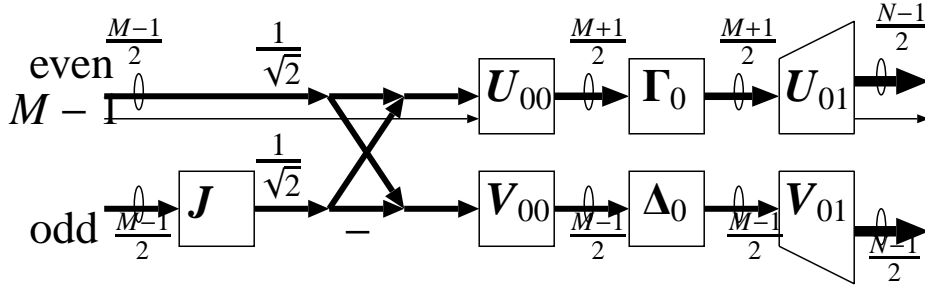 M−1/2 1/√2 M+1/2 M+1/2 N−1/2
even U₀₀ Γ₀ U₀₁
M − 1
1/√2
J V₀₀ Δ₀ V₀₁
odd M−1/2 − M−1/2 M−1/2 N−1/2